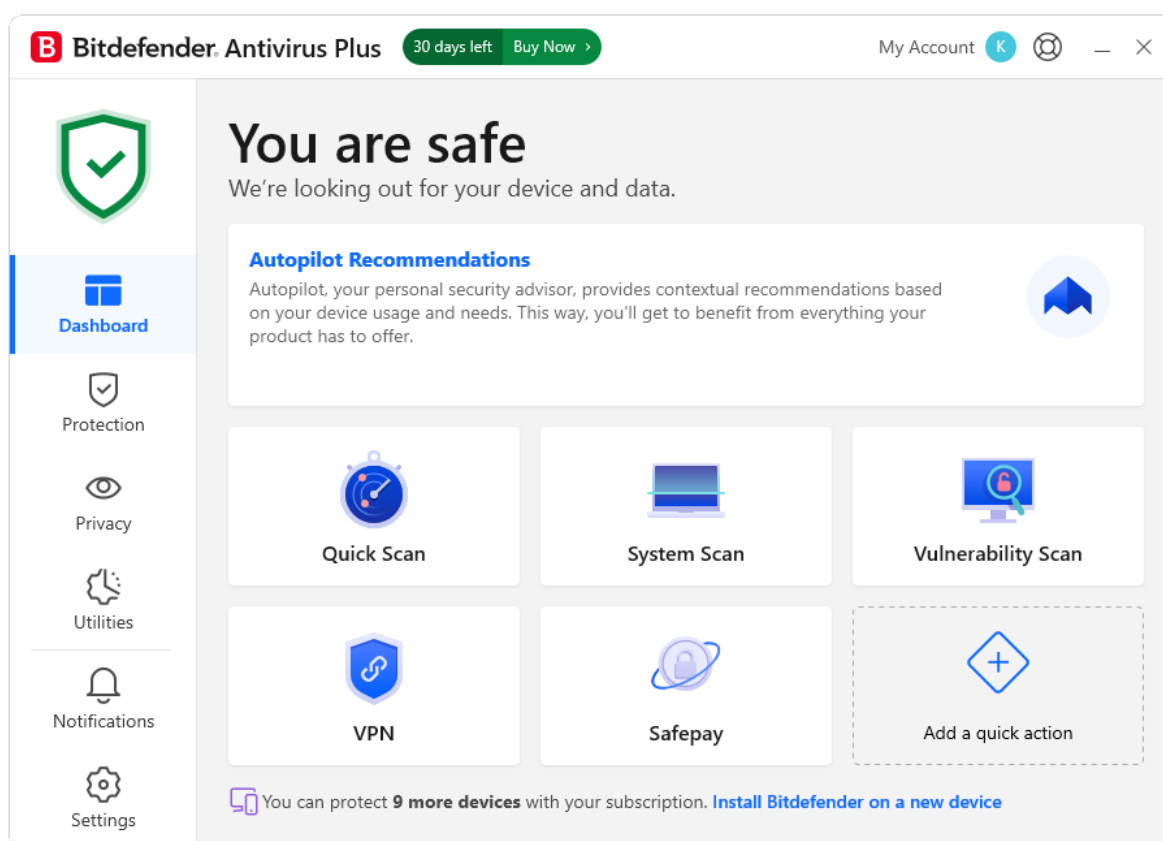 B Bitdefender. Antivirus Plus 30 days left Buy Now › My Account K
You are safe
We're looking out for your device and data.
Autopilot Recommendations
Autopilot, your personal security advisor, provides contextual recommendations based
on your device usage and needs. This way, you'll get to benefit from everything your
product has to offer.
Dashboard
Protection
Privacy
Utilities
Notifications
Settings
Quick Scan System Scan Vulnerability Scan
VPN Safepay Add a quick action
You can protect 9 more devices with your subscription. Install Bitdefender on a new device